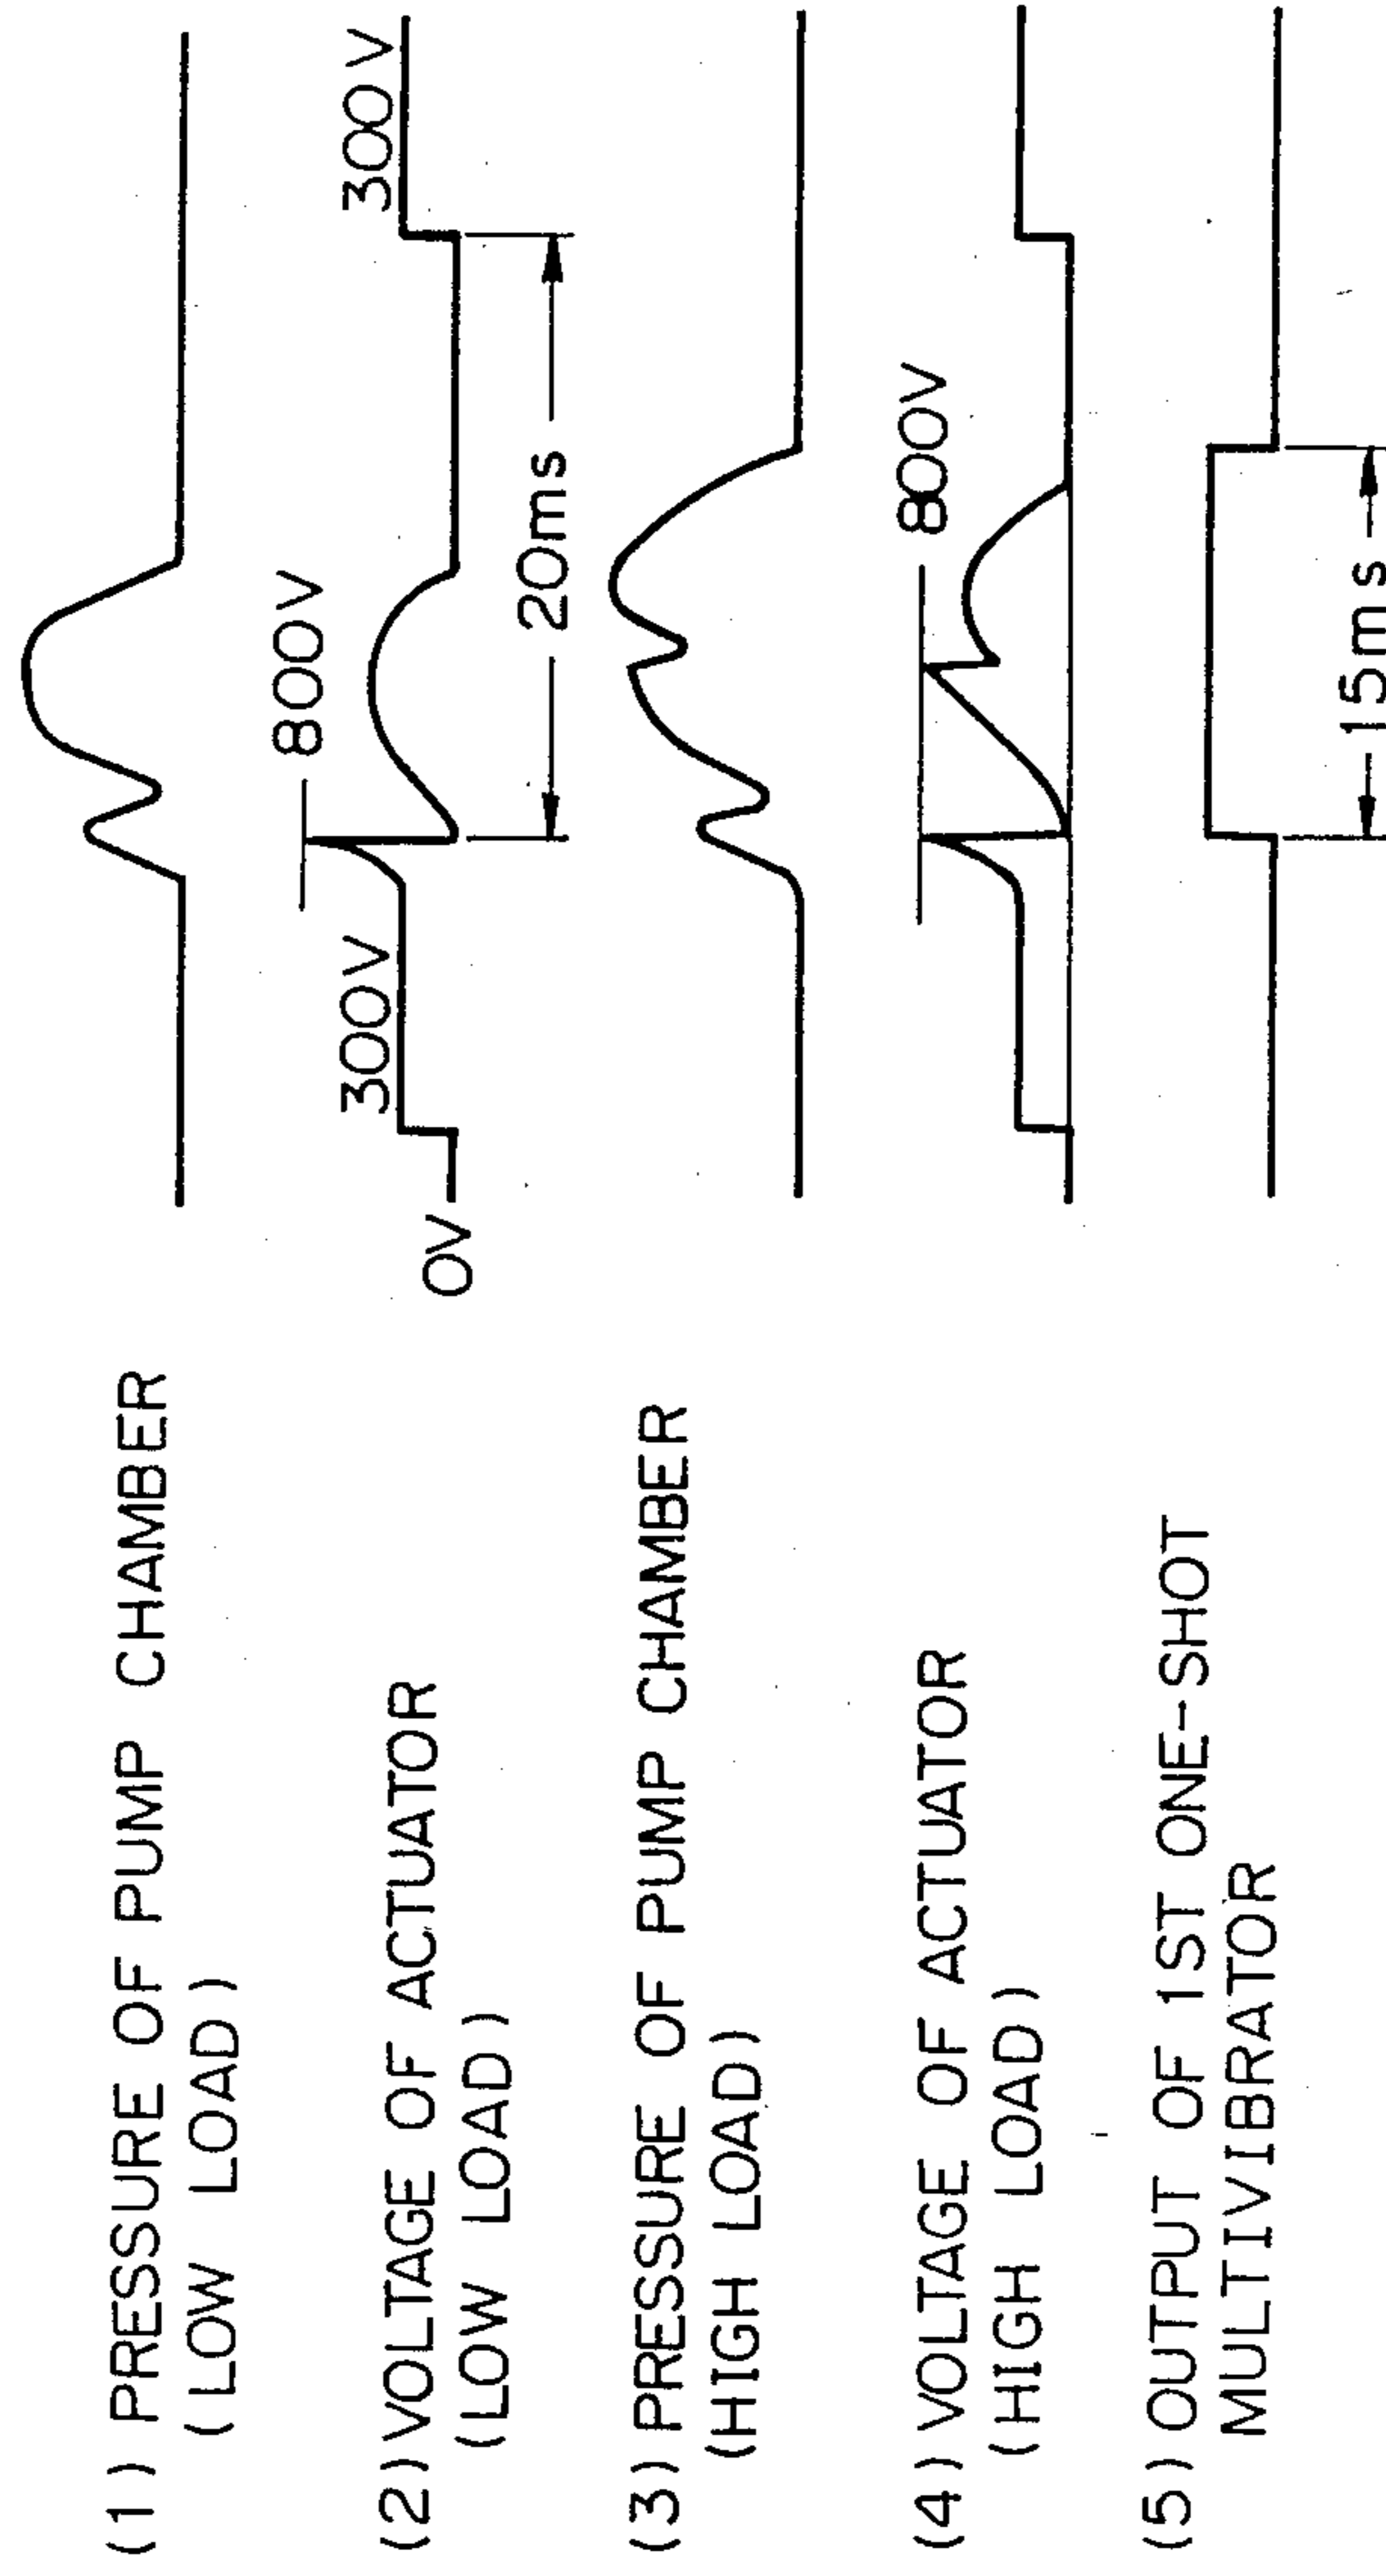 (1) PRESSURE OF PUMP CHAMBER
(LOW LOAD)
(2) VOLTAGE OF ACTUATOR
(LOW LOAD)
0V
300V
800V
300V
20ms
(3) PRESSURE OF PUMP CHAMBER
(HIGH LOAD)
(4) VOLTAGE OF ACTUATOR
(HIGH LOAD)
800V
(5) OUTPUT OF 1ST ONE-SHOT
MULTIVIBRATOR
15ms